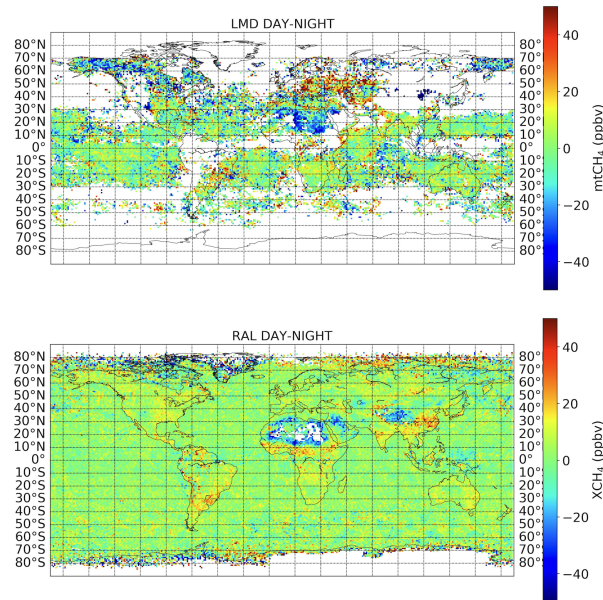 LMD DAY-NIGHT
80°N 80°N
70°N 70°N
60°N 60°N
50°N 50°N
40°N 40°N
30°N 30°N
20°N 20°N
10°N 10°N
0° 0°
10°S 10°S
20°S 20°S
30°S 30°S
40°S 40°S
50°S 50°S
60°S 60°S
70°S 70°S
80°S 80°S
40
20
0
−20
−40
mtCH₄ (ppbv)
RAL DAY-NIGHT
80°N 80°N
70°N 70°N
60°N 60°N
50°N 50°N
40°N 40°N
30°N 30°N
20°N 20°N
10°N 10°N
0° 0°
10°S 10°S
20°S 20°S
30°S 30°S
40°S 40°S
50°S 50°S
60°S 60°S
70°S 70°S
80°S 80°S
40
20
0
−20
−40
XCH₄ (ppbv)